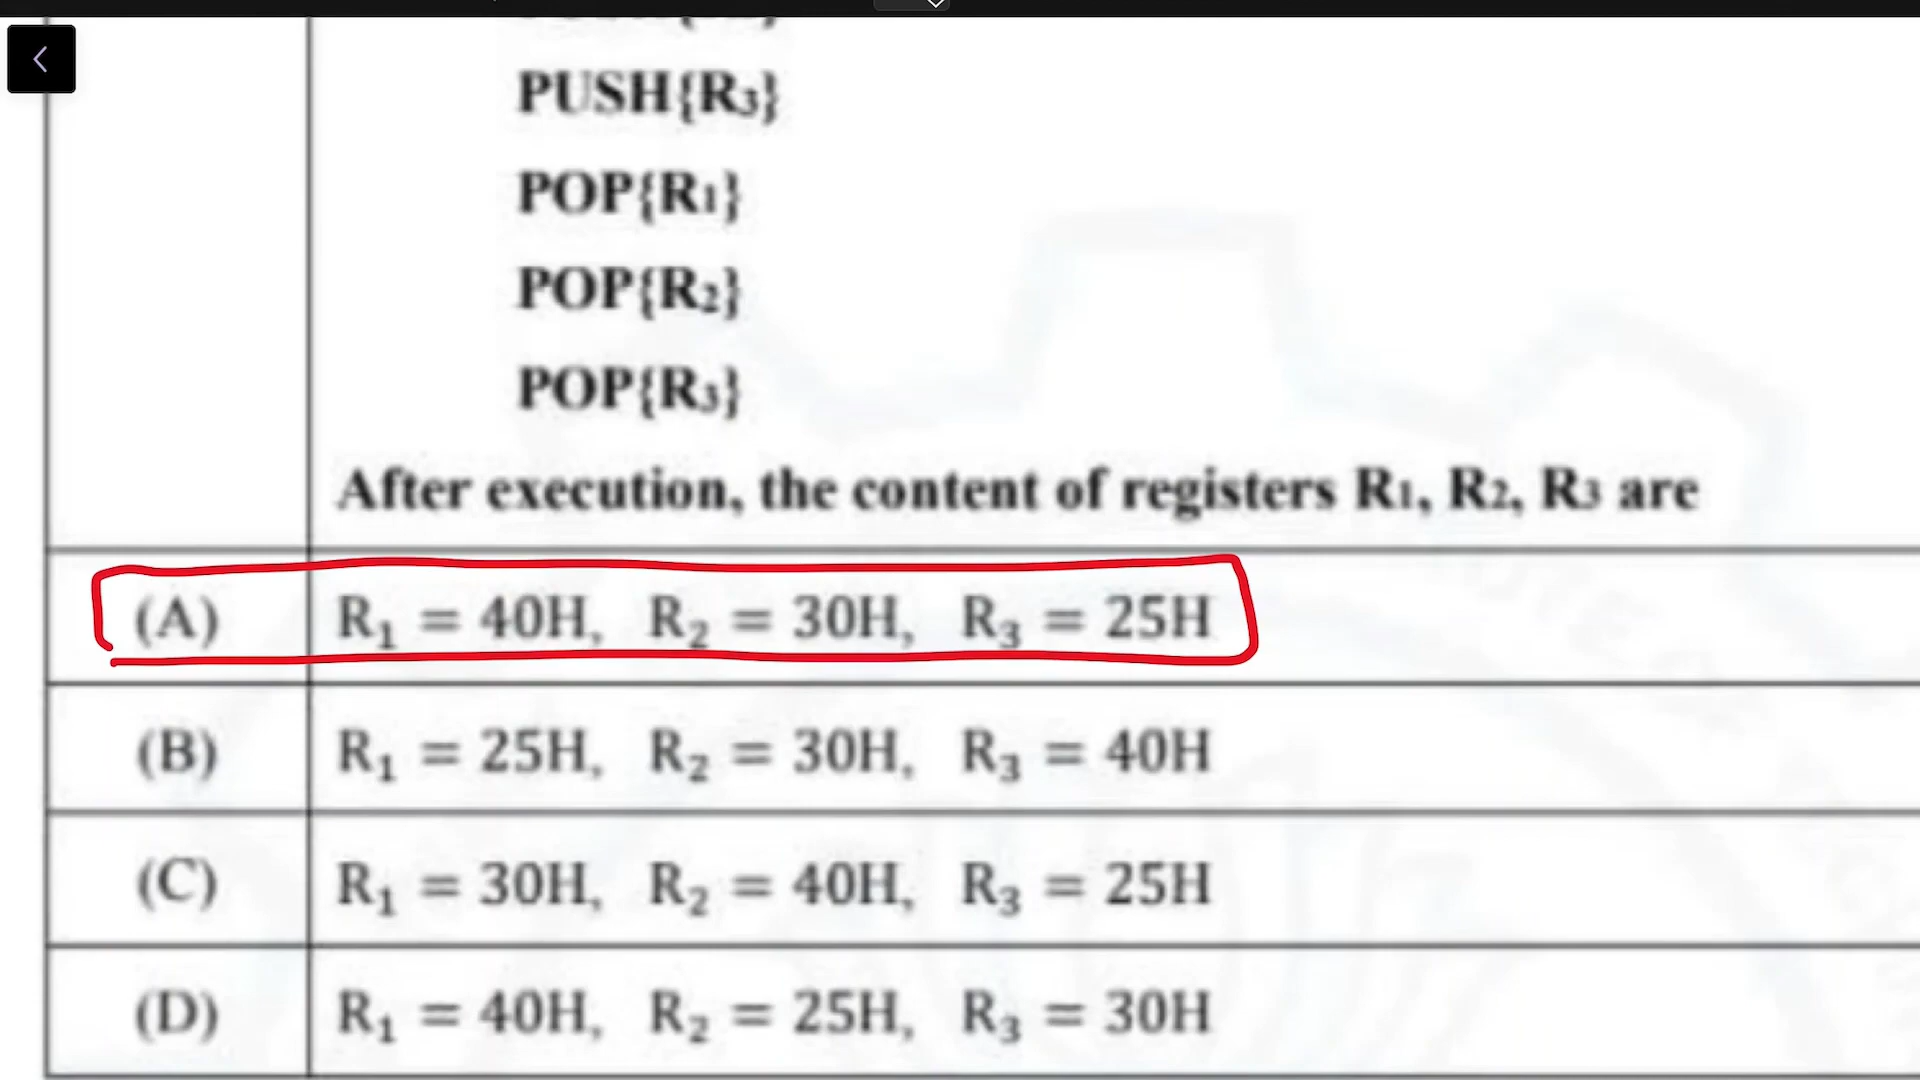 PUSH{R3}
POP{R1}
POP{R2}
POP{R3}
After execution, the content of registers R1, R2, R3 are
(A) R₁ = 40H, R₂ = 30H, R₃ = 25H
(B) R₁ = 25H, R₂ = 30H, R₃ = 40H
(C) R₁ = 30H, R₂ = 40H, R₃ = 25H
(D) R₁ = 40H, R₂ = 25H, R₃ = 30H